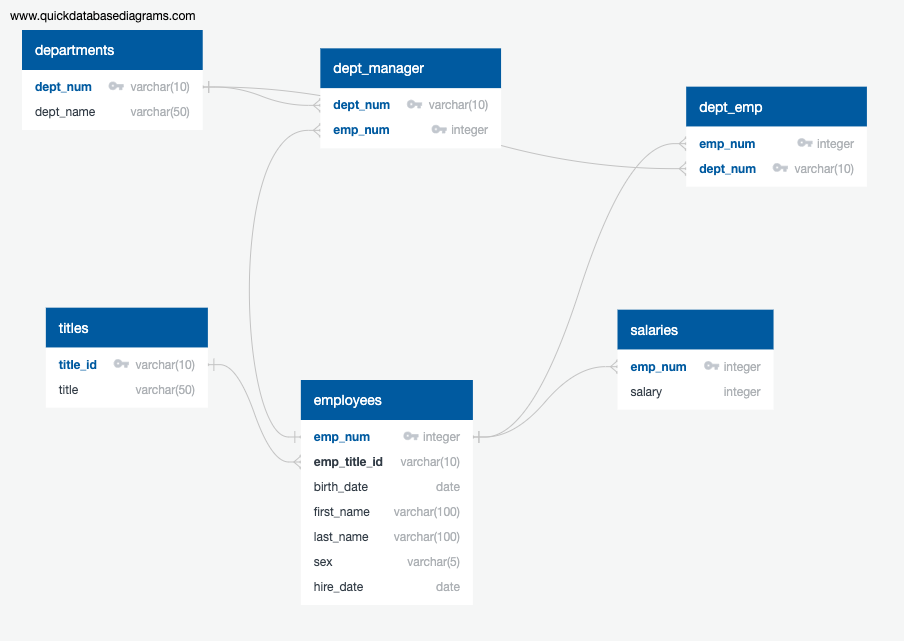 www.quickdatabasediagrams.com
departments
dept_num varchar(10)
dept_name varchar(50)
dept_manager
dept_num varchar(10)
emp_num integer
dept_emp
emp_num integer
dept_num varchar(10)
titles
title_id varchar(10)
title varchar(50)
employees
emp_num integer
emp_title_id varchar(10)
birth_date date
first_name varchar(100)
last_name varchar(100)
sex varchar(5)
hire_date date
salaries
emp_num integer
salary integer